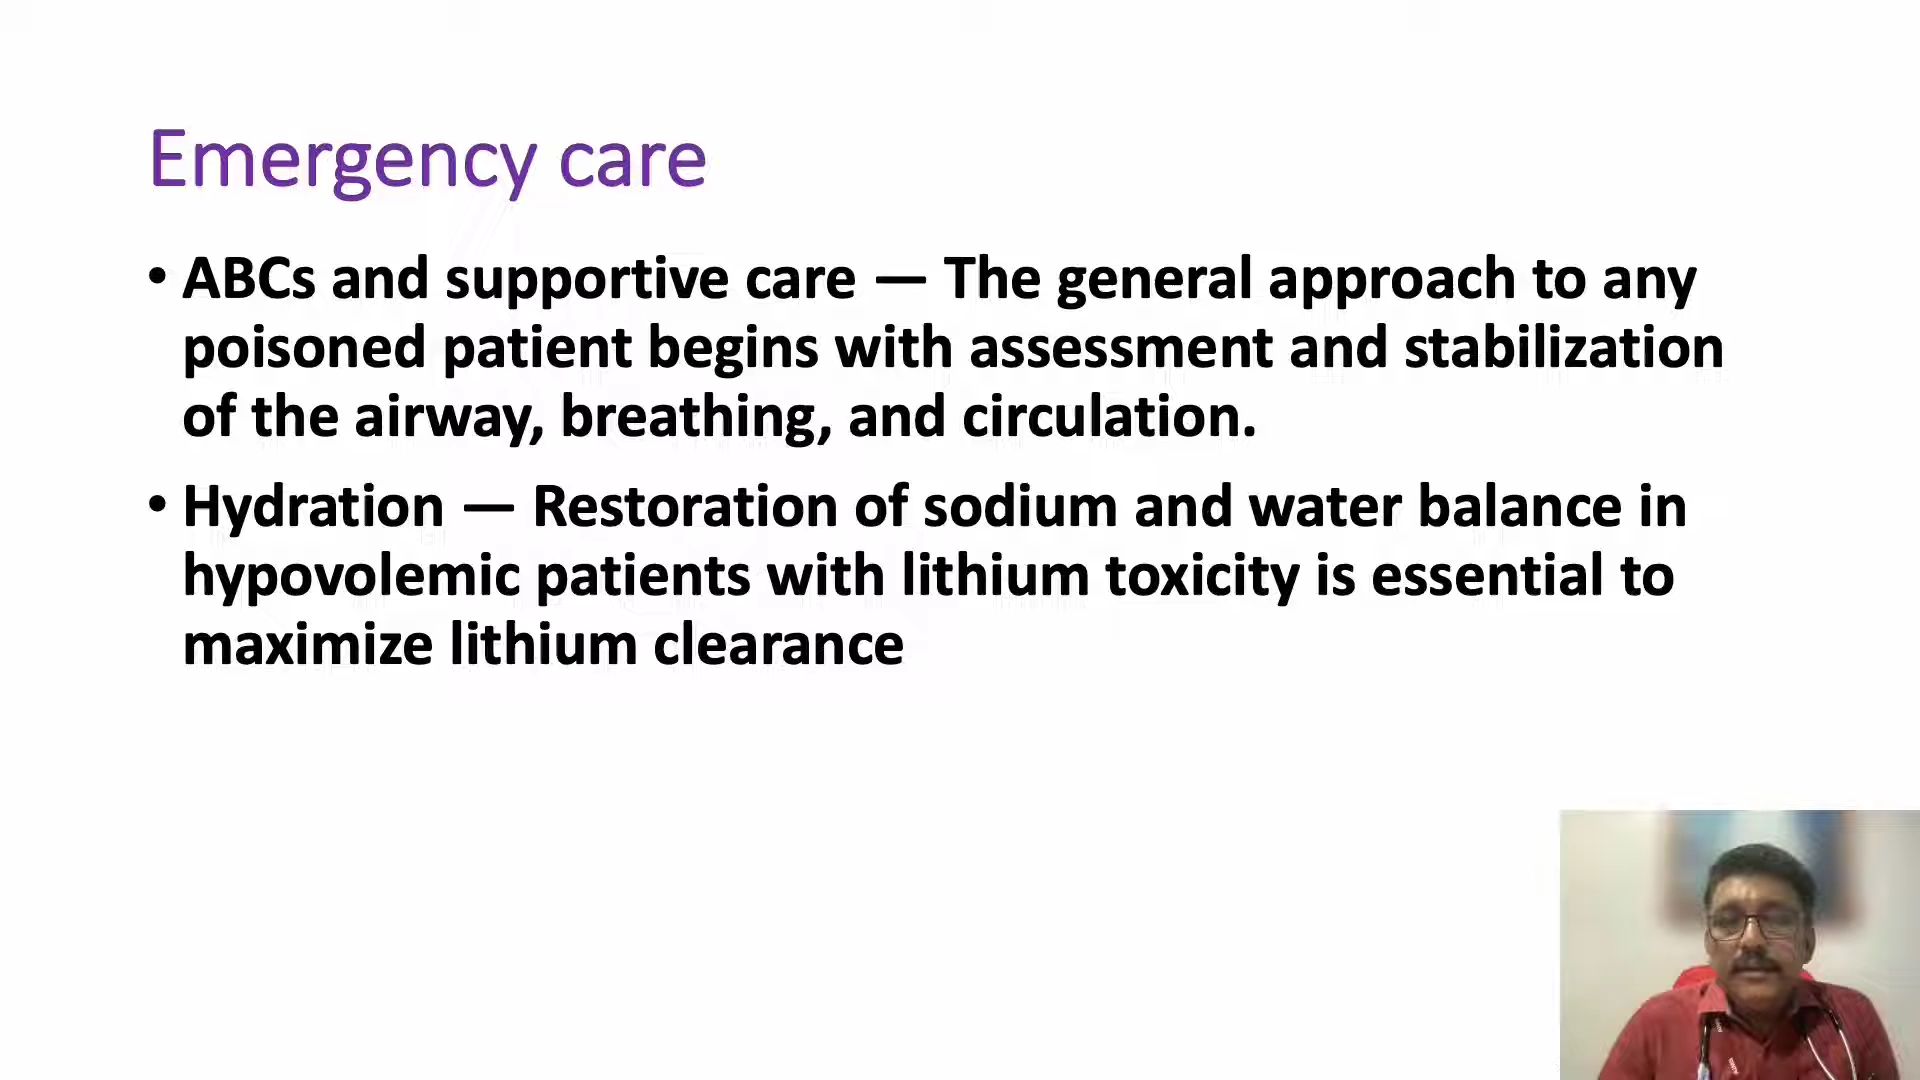 Emergency care
• ABCs and supportive care — The general approach to any
poisoned patient begins with assessment and stabilization
of the airway, breathing, and circulation.
• Hydration — Restoration of sodium and water balance in
hypovolemic patients with lithium toxicity is essential to
maximize lithium clearance